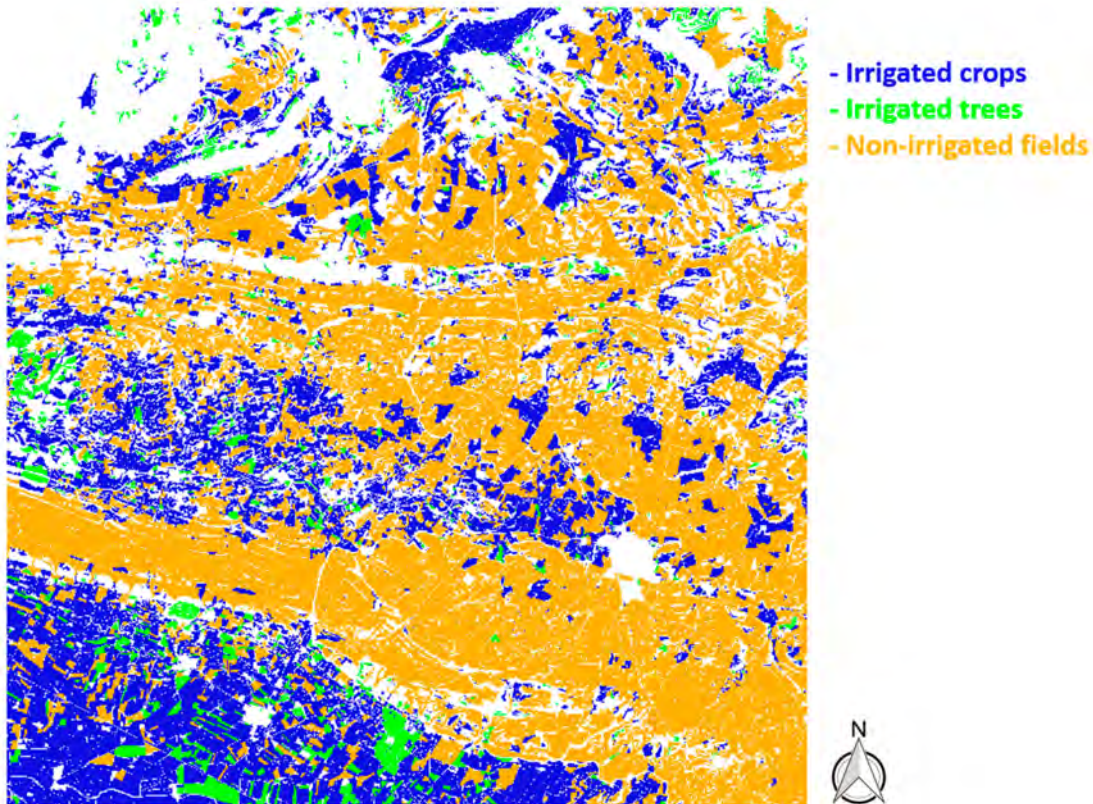 - Irrigated crops
- Irrigated trees
- Non-irrigated fields
N